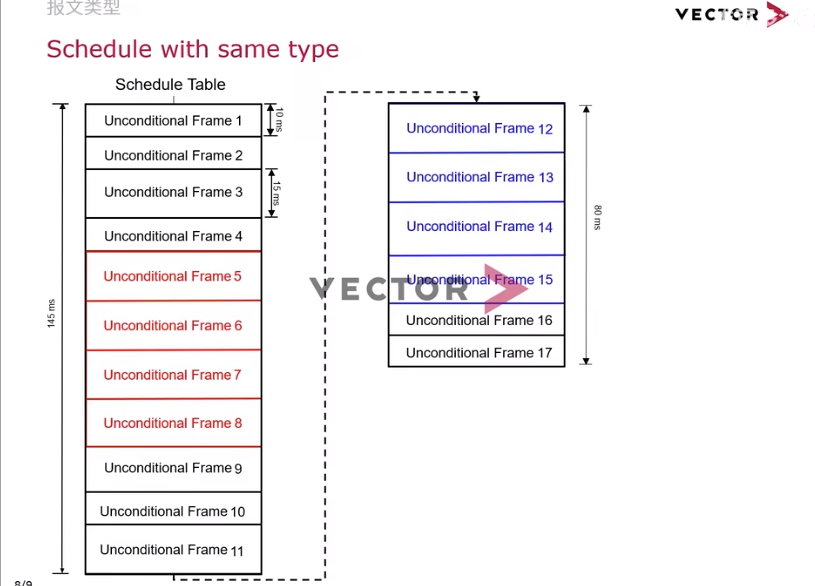 报文类型
VECTOR
Schedule with same type
Schedule Table
Unconditional Frame 1
10 ms
Unconditional Frame 2
Unconditional Frame 3
15 ms
Unconditional Frame 4
Unconditional Frame 5
Unconditional Frame 6
Unconditional Frame 7
Unconditional Frame 8
Unconditional Frame 9
Unconditional Frame 10
Unconditional Frame 11
145 ms
Unconditional Frame 12
Unconditional Frame 13
Unconditional Frame 14
Unconditional Frame 15
Unconditional Frame 16
Unconditional Frame 17
80 ms
VECTOR
8/9